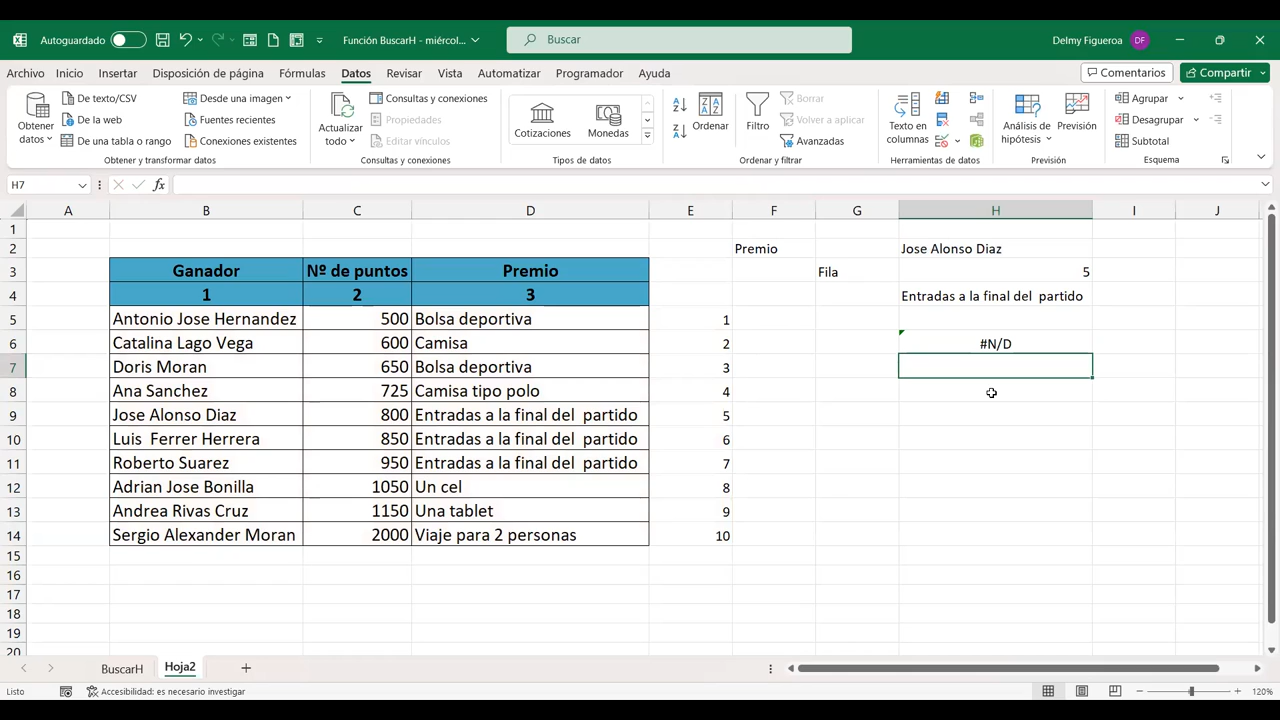 Autoguardado
Función BuscarH - miércol...
Buscar
Delmy Figueroa
DF
Archivo Inicio Insertar Disposición de página Fórmulas Datos Revisar Vista Automatizar Programador Ayuda
Comentarios
Compartir
Obtener datos
De texto/CSV
De la web
De una tabla o rango
Desde una imagen
Fuentes recientes
Conexiones existentes
Obtener y transformar datos
Actualizar todo
Consultas y conexiones
Propiedades
Editar vínculos
Consultas y conexiones
Cotizaciones
Monedas
Tipos de datos
Ordenar
Filtro
Borrar
Volver a aplicar
Avanzadas
Ordenar y filtrar
Texto en columnas
Herramientas de datos
Análisis de hipótesis
Previsión
Previsión
Agrupar
Desagrupar
Subtotal
Esquema
H7
fx
A B C D E F G H I J
1
2 Premio Jose Alonso Diaz
3 Ganador Nº de puntos Premio Fila 5
4 1 2 3 Entradas a la final del partido
5 Antonio Jose Hernandez 500 Bolsa deportiva 1
6 Catalina Lago Vega 600 Camisa 2 #N/D
7 Doris Moran 650 Bolsa deportiva 3
8 Ana Sanchez 725 Camisa tipo polo 4
9 Jose Alonso Diaz 800 Entradas a la final del partido 5
10 Luis Ferrer Herrera 850 Entradas a la final del partido 6
11 Roberto Suarez 950 Entradas a la final del partido 7
12 Adrian Jose Bonilla 1050 Un cel 8
13 Andrea Rivas Cruz 1150 Una tablet 9
14 Sergio Alexander Moran 2000 Viaje para 2 personas 10
15
16
17
18
19
20
BuscarH Hoja2
Listo
Accesibilidad: es necesario investigar
120%